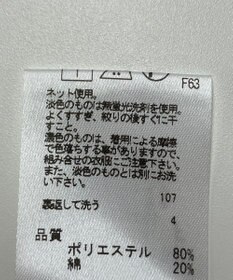 F63
ネット使用。
淡色のものは無蛍光洗剤を使用。
よくすすぎ、絞りの後すぐに干
すこと。
濃色のものは、着用による摩擦
で色落ちする事がありますので、
組み合せの衣服にご注意下さい。
また、淡色のものとは別にお洗
い下さい。
107
裏返して洗う
4
品質
ポリエステル 80%
綿 20%